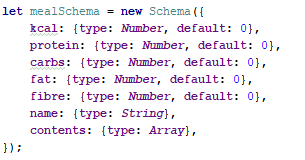 let mealSchema = new Schema({
    kcal: {type: Number, default: 0},
    protein: {type: Number, default: 0},
    carbs: {type: Number, default: 0},
    fat: {type: Number, default: 0},
    fibre: {type: Number, default: 0},
    name: {type: String},
    contents: {type: Array},
});